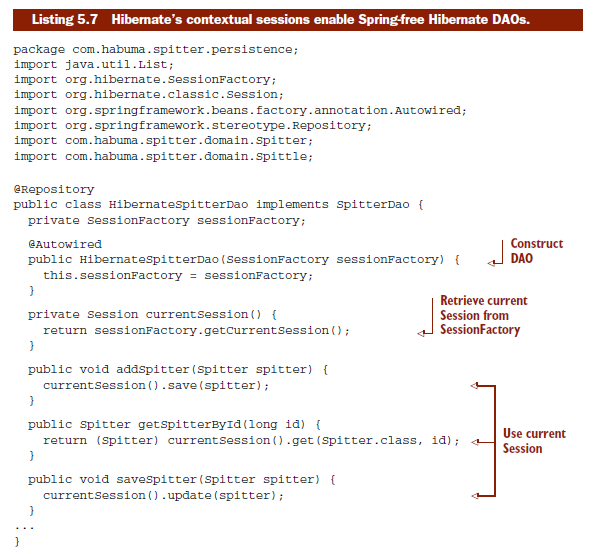 Listing 5.7 Hibernate's contextual sessions enable Spring-free Hibernate DAOs.
package com.habuma.spitter.persistence;
import java.util.List;
import org.hibernate.SessionFactory;
import org.hibernate.classic.Session;
import org.springframework.beans.factory.annotation.Autowired;
import org.springframework.stereotype.Repository;
import com.habuma.spitter.domain.Spitter;
import com.habuma.spitter.domain.Spittle;
@Repository
public class HibernateSpitterDao implements SpitterDao {
private SessionFactory sessionFactory;
@Autowired
public HibernateSpitterDao(SessionFactory sessionFactory) {
this.sessionFactory = sessionFactory;
}
Construct
DAO
private Session currentSession() {
return sessionFactory.getCurrentSession();
}
Retrieve current
Session from
SessionFactory
public void addSpitter(Spitter spitter) {
currentSession().save(spitter);
}
public Spitter getSpitterById(long id) {
return (Spitter) currentSession().get(Spitter.class, id);
}
Use current
Session
public void saveSpitter(Spitter spitter) {
currentSession().update(spitter);
}
...
}